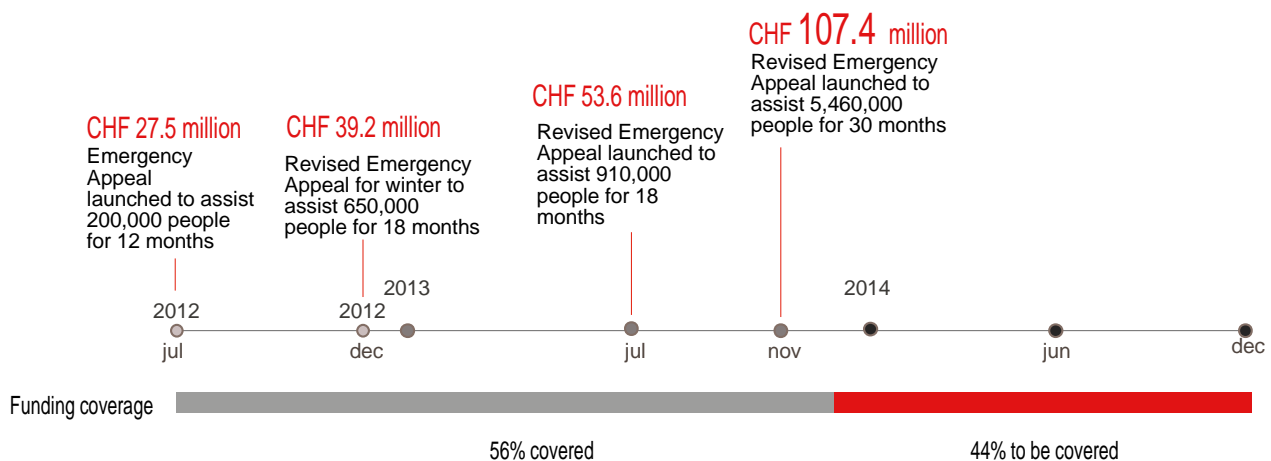 CHF 27.5 million
Emergency
Appeal
launched to assist
200,000 people
for 12 months
CHF 39.2 million
Revised Emergency
Appeal for winter to
assist 650,000
people for 18 months
CHF 53.6 million
Revised Emergency
Appeal launched to
assist 910,000
people for 18
months
CHF 107.4 million
Revised Emergency
Appeal launched to
assist 5,460,000
people for 30 months
2012
2012
2013
2014
jul
dec
jul
nov
jun
dec
Funding coverage
56% covered
44% to be covered